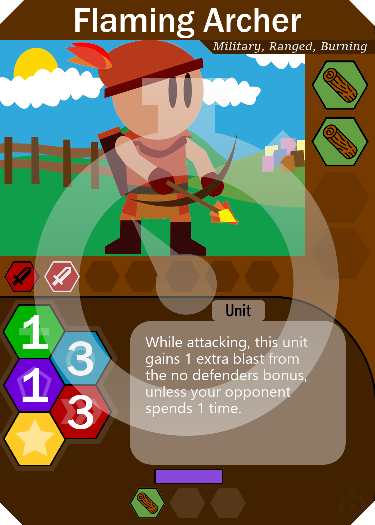 Flaming Archer
Military, Ranged, Burning
Unit
1
3
1
3
While attacking, this unit
gains 1 extra blast from
the no defenders bonus,
unless your opponent
spends 1 time.